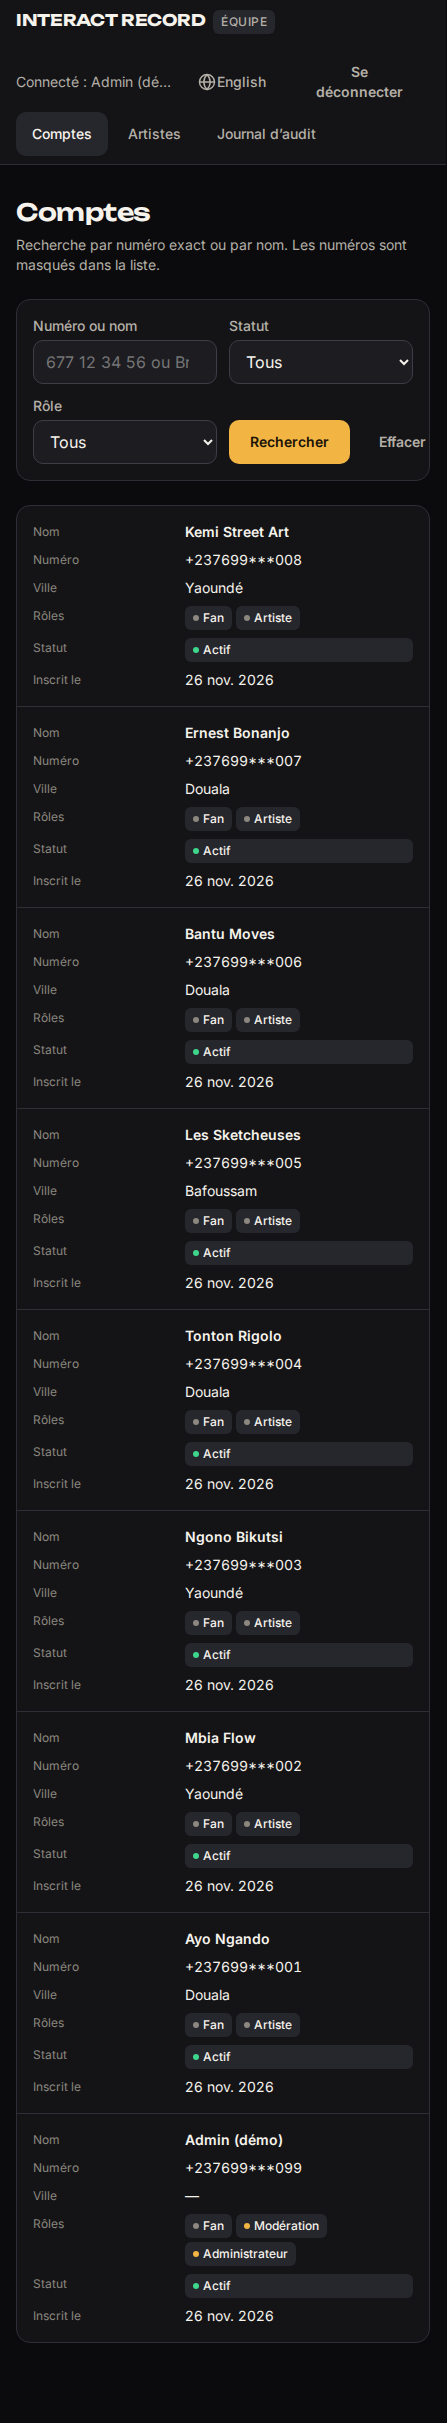 INTERACT RECORD ÉQUIPE
Connecté : Admin (dé... English Se déconnecter
Comptes Artistes Journal d’audit
Comptes
Recherche par numéro exact ou par nom. Les numéros sont
masqués dans la liste.
Numéro ou nom Statut
677 12 34 56 ou Br Tous
Rôle
Tous Rechercher Effacer
Nom Kemi Street Art
Numéro +237699***008
Ville Yaoundé
Rôles Fan Artiste
Statut Actif
Inscrit le 26 nov. 2026
Nom Ernest Bonanjo
Numéro +237699***007
Ville Douala
Rôles Fan Artiste
Statut Actif
Inscrit le 26 nov. 2026
Nom Bantu Moves
Numéro +237699***006
Ville Douala
Rôles Fan Artiste
Statut Actif
Inscrit le 26 nov. 2026
Nom Les Sketcheuses
Numéro +237699***005
Ville Bafoussam
Rôles Fan Artiste
Statut Actif
Inscrit le 26 nov. 2026
Nom Tonton Rigolo
Numéro +237699***004
Ville Douala
Rôles Fan Artiste
Statut Actif
Inscrit le 26 nov. 2026
Nom Ngono Bikutsi
Numéro +237699***003
Ville Yaoundé
Rôles Fan Artiste
Statut Actif
Inscrit le 26 nov. 2026
Nom Mbia Flow
Numéro +237699***002
Ville Yaoundé
Rôles Fan Artiste
Statut Actif
Inscrit le 26 nov. 2026
Nom Ayo Ngando
Numéro +237699***001
Ville Douala
Rôles Fan Artiste
Statut Actif
Inscrit le 26 nov. 2026
Nom Admin (démo)
Numéro +237699***099
Ville —
Rôles Fan Modération
Administrateur
Statut Actif
Inscrit le 26 nov. 2026